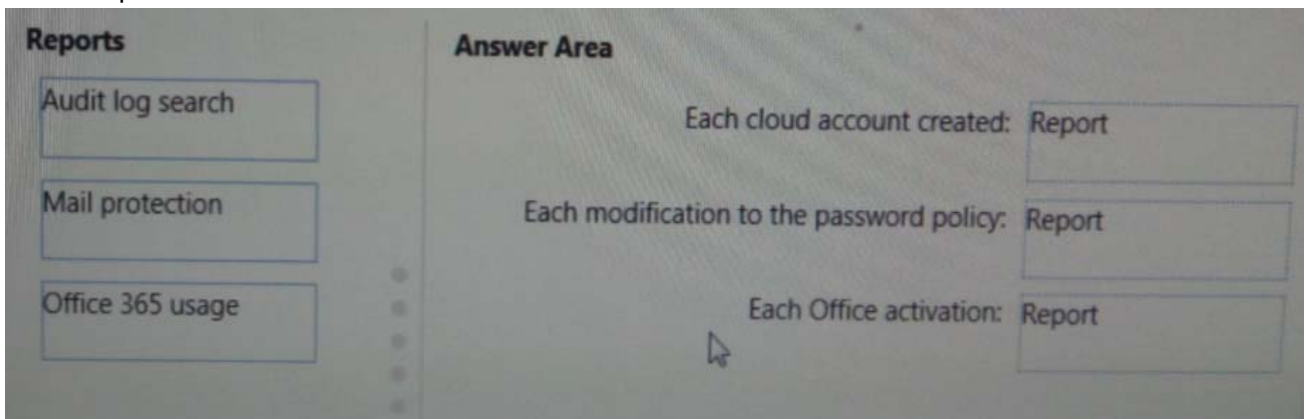 Reports
Audit log search
Mail protection
Office 365 usage
Answer Area
Each cloud account created: Report
Each modification to the password policy: Report
Each Office activation: Report